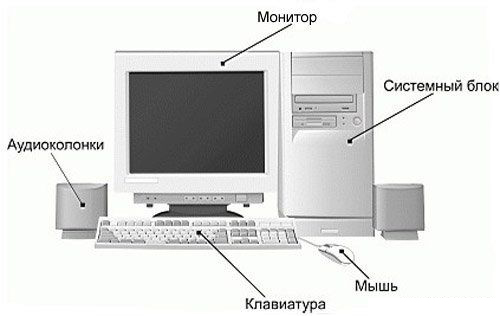 Монитор
Системный блок
Аудиоколонки
Мышь
Клавиатура